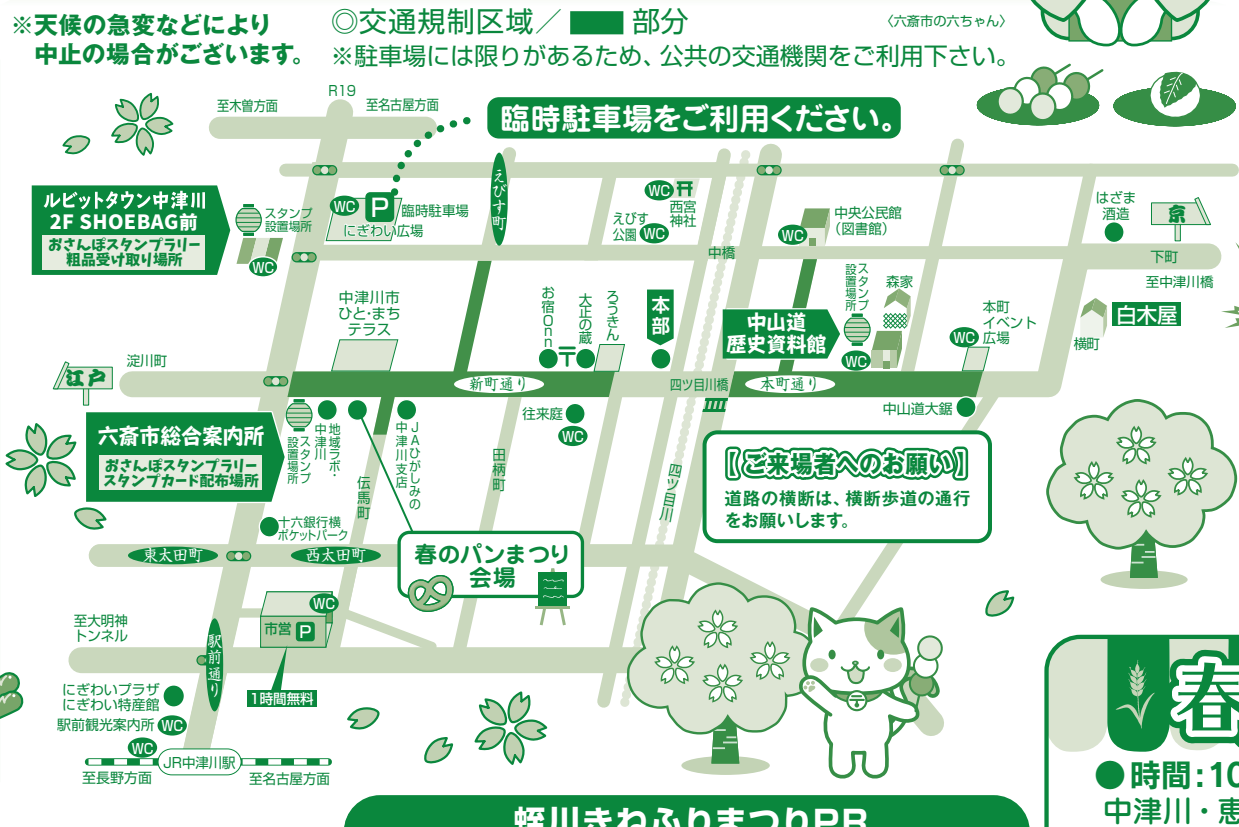 ※天候の急変などにより
中止の場合がございます。
◎交通規制区域／ 部分
〈六斎市の六ちゃん〉
※駐車場には限りがあるため、公共の交通機関をご利用下さい。
R19
至木曽方面
至名古屋方面
臨時駐車場をご利用ください。
ルビットタウン中津川
2F SHOEBAG前
おさんぽスタンプラリー
粗品受け取り場所
スタンプ
設置場所
WC
WC
P
臨時駐車場
にぎわい広場
えびす町
WC
西宮
神社
えびす
公園
WC
中橋
WC
中央公民館
（図書館）
はざま
酒造
京
下町
至中津川橋
中津川市
ひと・まち
テラス
お宿Onn
〒
大正の蔵
ろうきん
本部
中山道
歴史資料館
スタンプ
設置場所
WC
森家
本町
イベント
広場
WC
白木屋
横町
淀川町
江戸
新町通り
四ツ目川橋
本町通り
六斎市総合案内所
おさんぽスタンプラリー
スタンプカード配布場所
スタンプ
設置場所
地域ラボ・
中津川
伝馬町
JAひがしみの
中津川支店
往来庭
WC
田柄町
四ツ目川
中山道大鋸
【ご来場者へのお願い】
道路の横断は、横断歩道の通行
をお願いします。
十六銀行横
ポケットパーク
東太田町
西太田町
春のパンまつり
会場
至大明神
トンネル
駅前通り
WC
市営P
1時間無料
にぎわいプラザ
にぎわい特産館
駅前観光案内所
WC
WC
JR中津川駅
至長野方面
至名古屋方面
蛭川きねふりまつりPR
春
●時間:10
中津川・恵